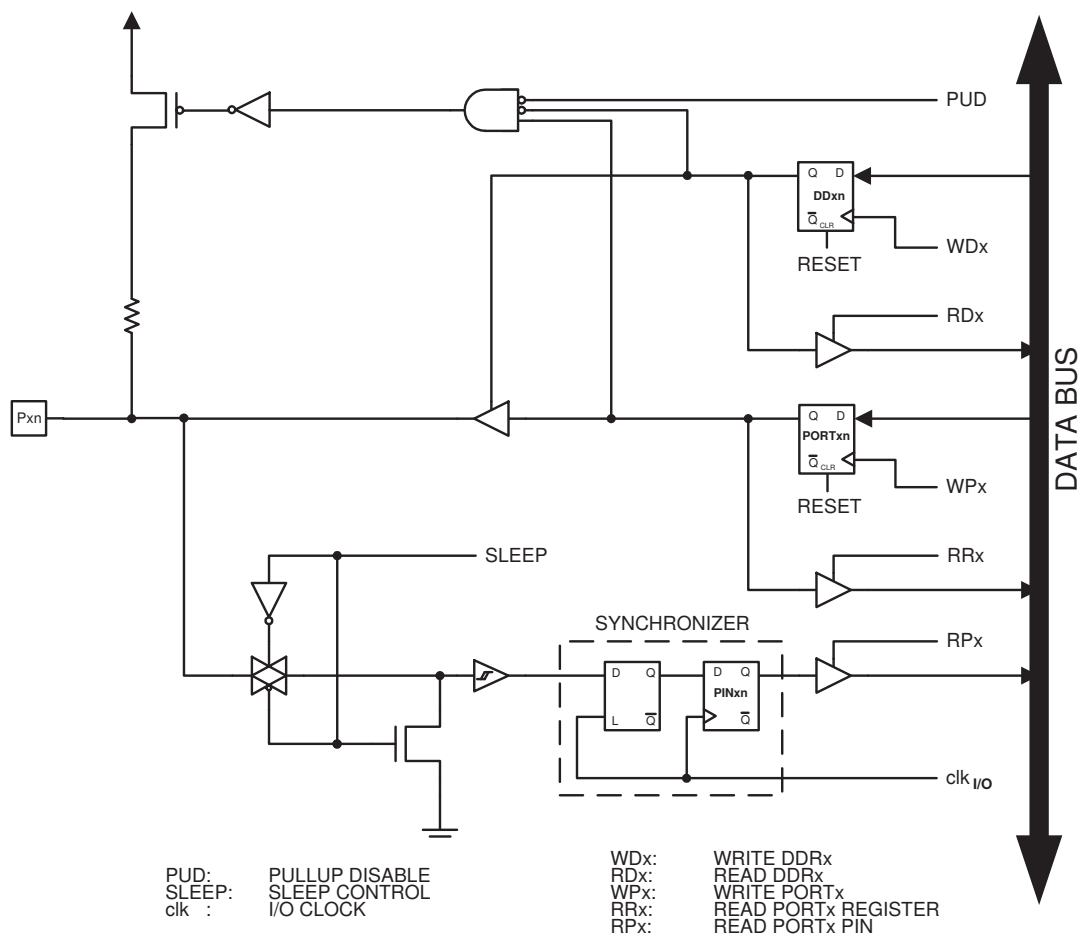 PUD
Q D
DDxn
Q CLR
WDx
RESET
RDx
Pxn
Q D
PORTxn
Q CLR
WPx
RESET
DATA BUS
SLEEP
RRx
SYNCHRONIZER
RPx
D Q
D Q
PINxn
L Q
Q
clk I/O
PUD: PULLUP DISABLE
SLEEP: SLEEP CONTROL
clk : I/O CLOCK
WDx: WRITE DDRx
RDx: READ DDRx
WPx: WRITE PORTx
RRx: READ PORTx REGISTER
RPx: READ PORTx PIN